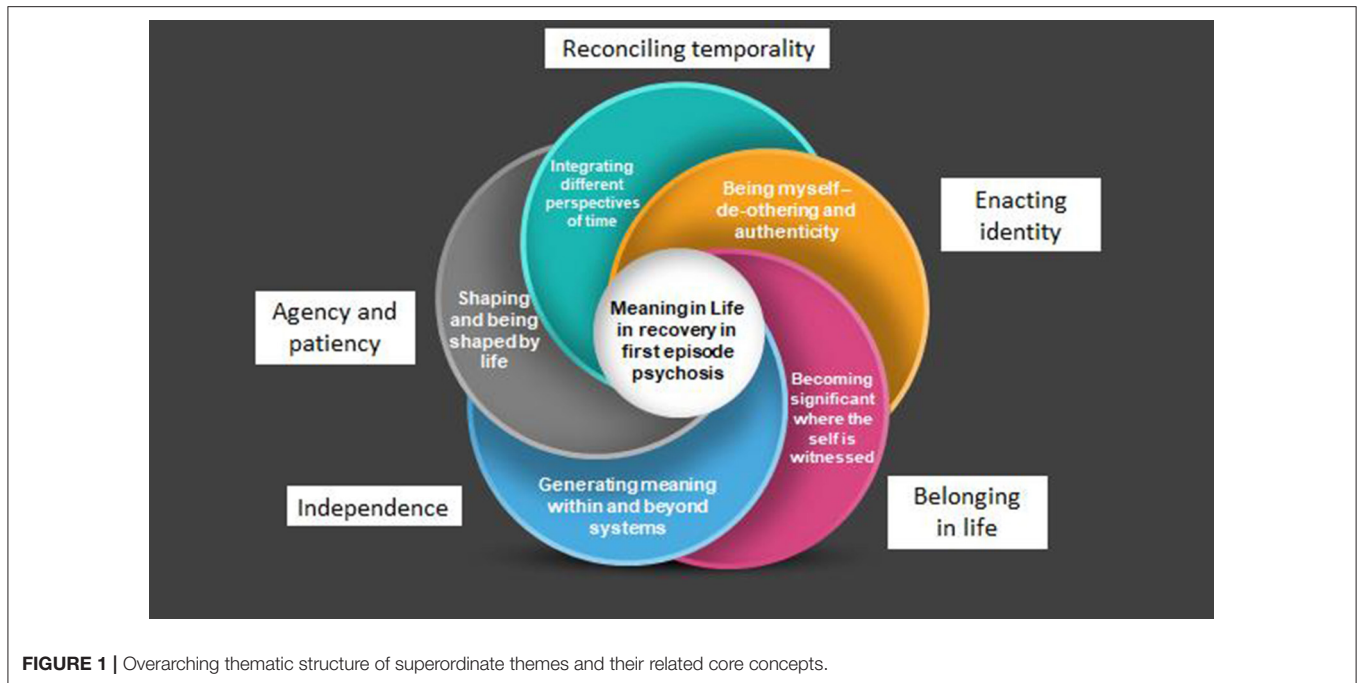 Reconciling temporality
Integrating
different
perspectives
of time
Being myself–
de-othering and
authenticity
Enacting
identity
Shaping
and being
shaped by
life
Agency and
patiency
Meaning in Life
in recovery in
first episode
psychosis
Becoming
significant
where the
self is
witnessed
Generating meaning
within and beyond
systems
Independence
Belonging
in life
FIGURE 1 | Overarching thematic structure of superordinate themes and their related core concepts.